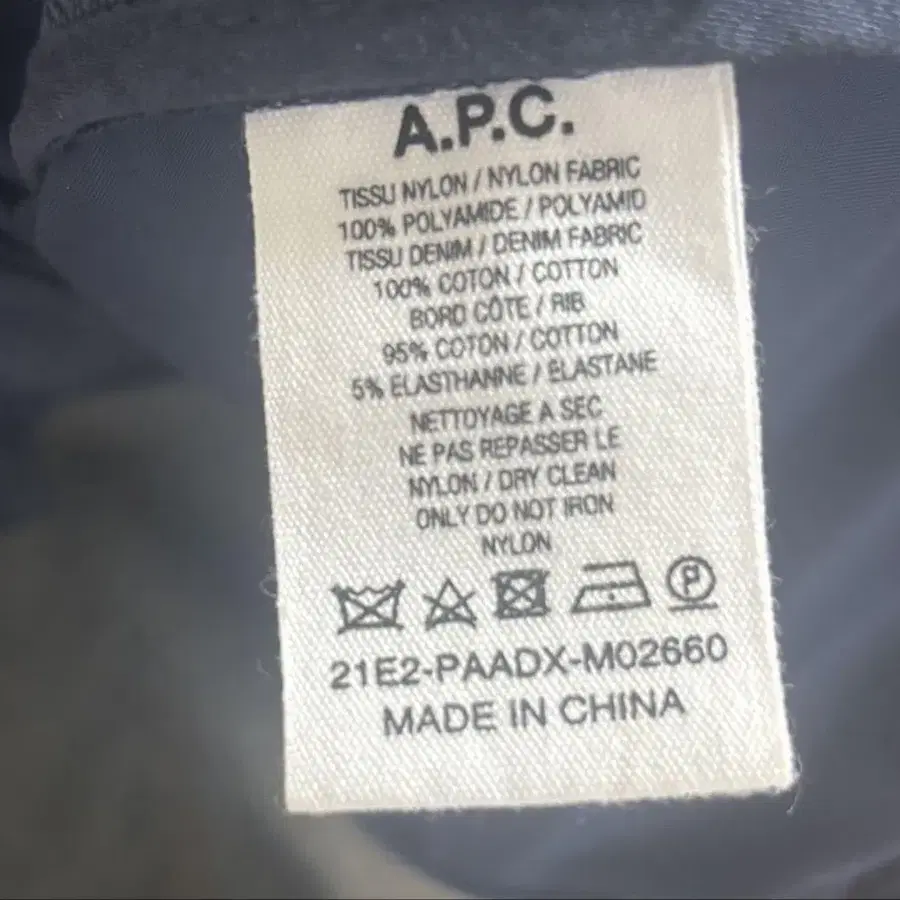 A.P.C.
TISSU NYLON / NYLON FABRIC
100% POLYAMIDE / POLYAMID
TISSU DENIM / DENIM FABRIC
100% COTON / COTTON
BORD CÔTE / RIB
95% COTON / COTTON
5% ELASTHANNE / ELASTANE
NETTOYAGE A SEC
NE PAS REPASSER LE
NYLON / DRY CLEAN
ONLY DO NOT IRON
NYLON
P
21E2-PAADX-M02660
MADE IN CHINA